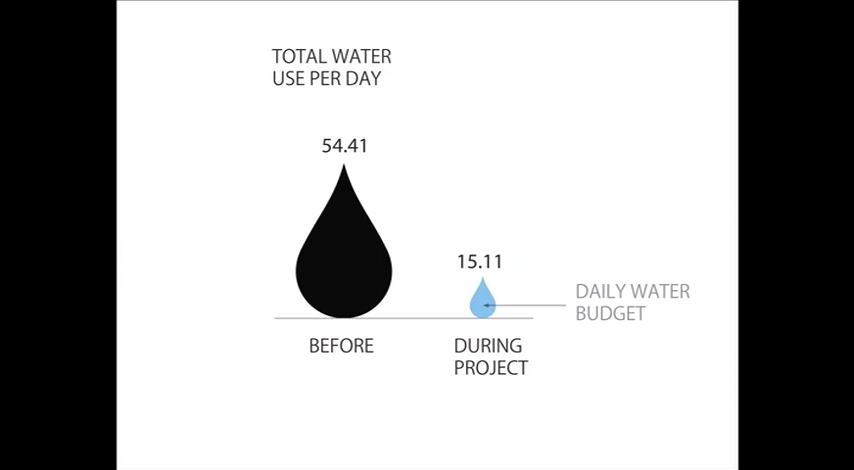 TOTAL WATER
USE PER DAY
54.41
15.11
DAILY WATER
BUDGET
BEFORE
DURING
PROJECT